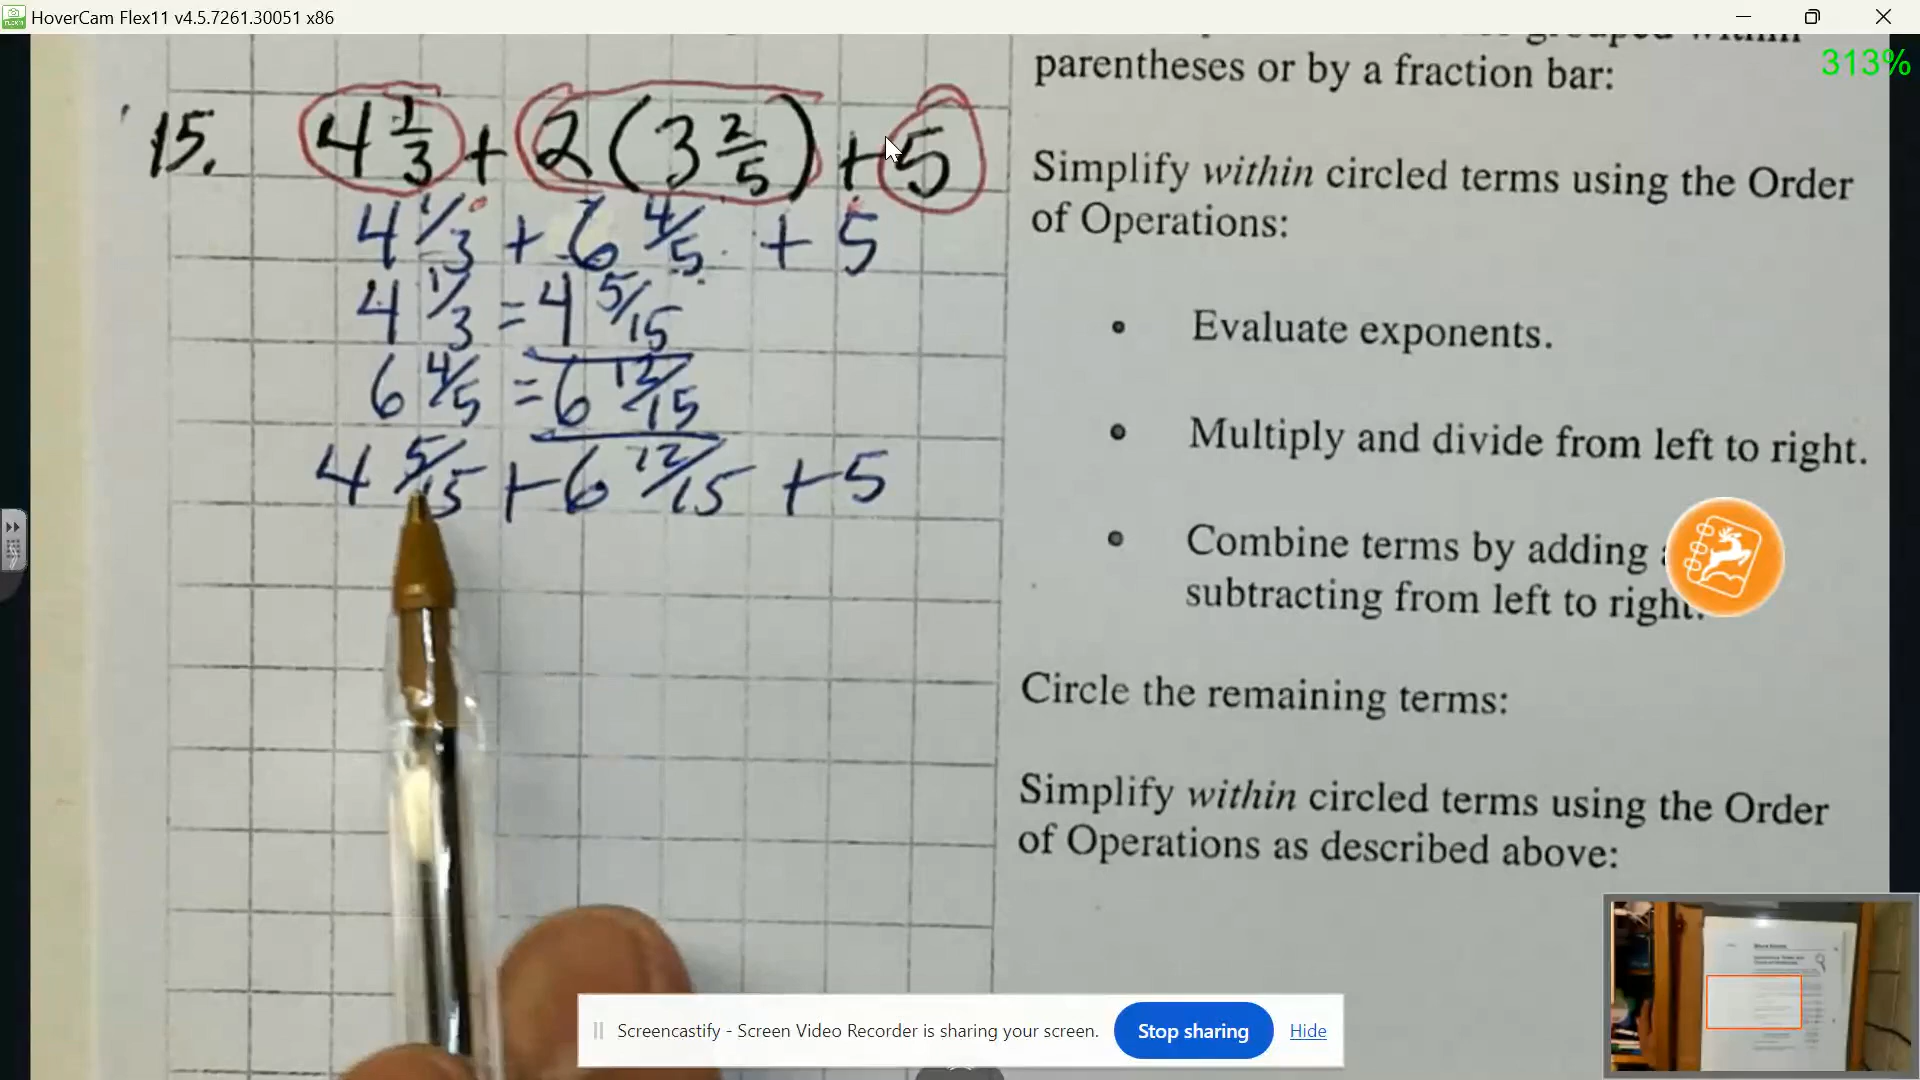 HoverCam Flex11 v4.5.7261.30051 x86
313%
parentheses or by a fraction bar:
15. 4 1/3 + 2 ( 3 2/5 ) + 5
Simplify within circled terms using the Order
of Operations:
4 1/3 + 6 4/5 + 5
4 1/3 = 4 5/15
Evaluate exponents.
6 4/5 = 6 12/15
Multiply and divide from left to right.
4 5/15 + 6 12/15 + 5
Combine terms by adding
subtracting from left to right.
Circle the remaining terms:
Simplify within circled terms using the Order
of Operations as described above:
Screencastify - Screen Video Recorder is sharing your screen.
Stop sharing
Hide